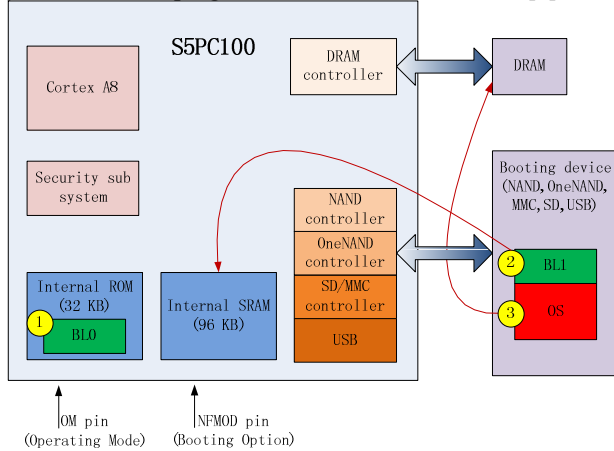 S5PC100
DRAM
controller
DRAM
Cortex A8
Security sub
system
Booting device
(NAND,OneNAND,
MMC,SD,USB)
NAND
controller
OneNAND
controller
SD/MMC
controller
USB
2
BL1
3
OS
Internal ROM
(32 KB)
1
BL0
Internal SRAM
(96 KB)
OM pin
(Operating Mode)
NFMOD pin
(Booting Option)